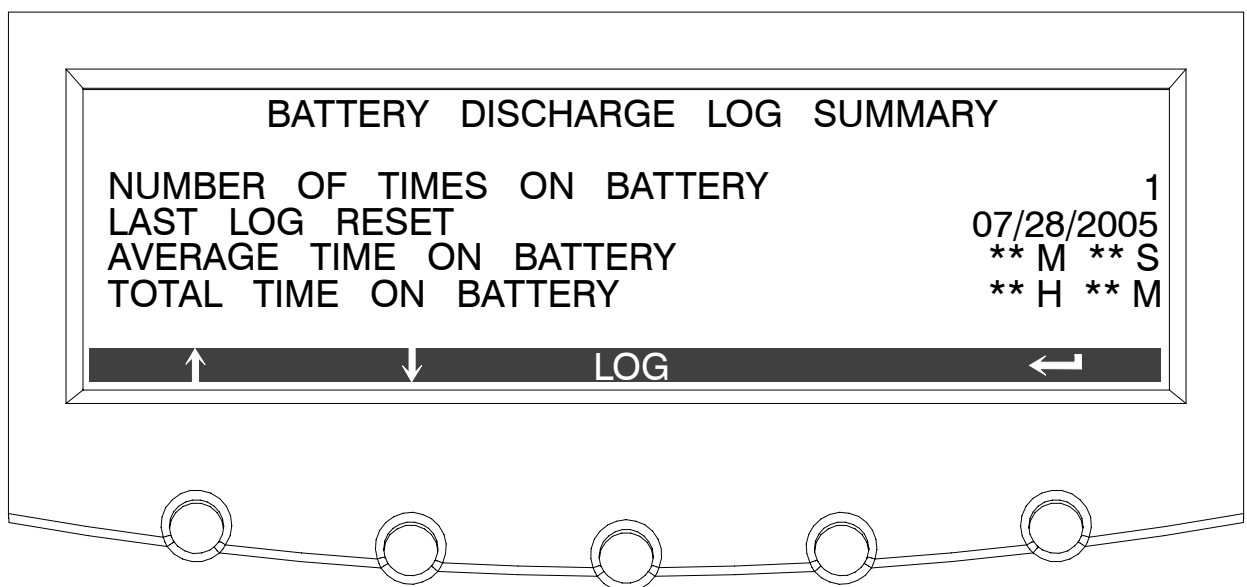 BATTERY DISCHARGE LOG SUMMARY
NUMBER OF TIMES ON BATTERY 1
LAST LOG RESET 07/28/2005
AVERAGE TIME ON BATTERY ** M ** S
TOTAL TIME ON BATTERY ** H ** M
↑ ↓ LOG ↵